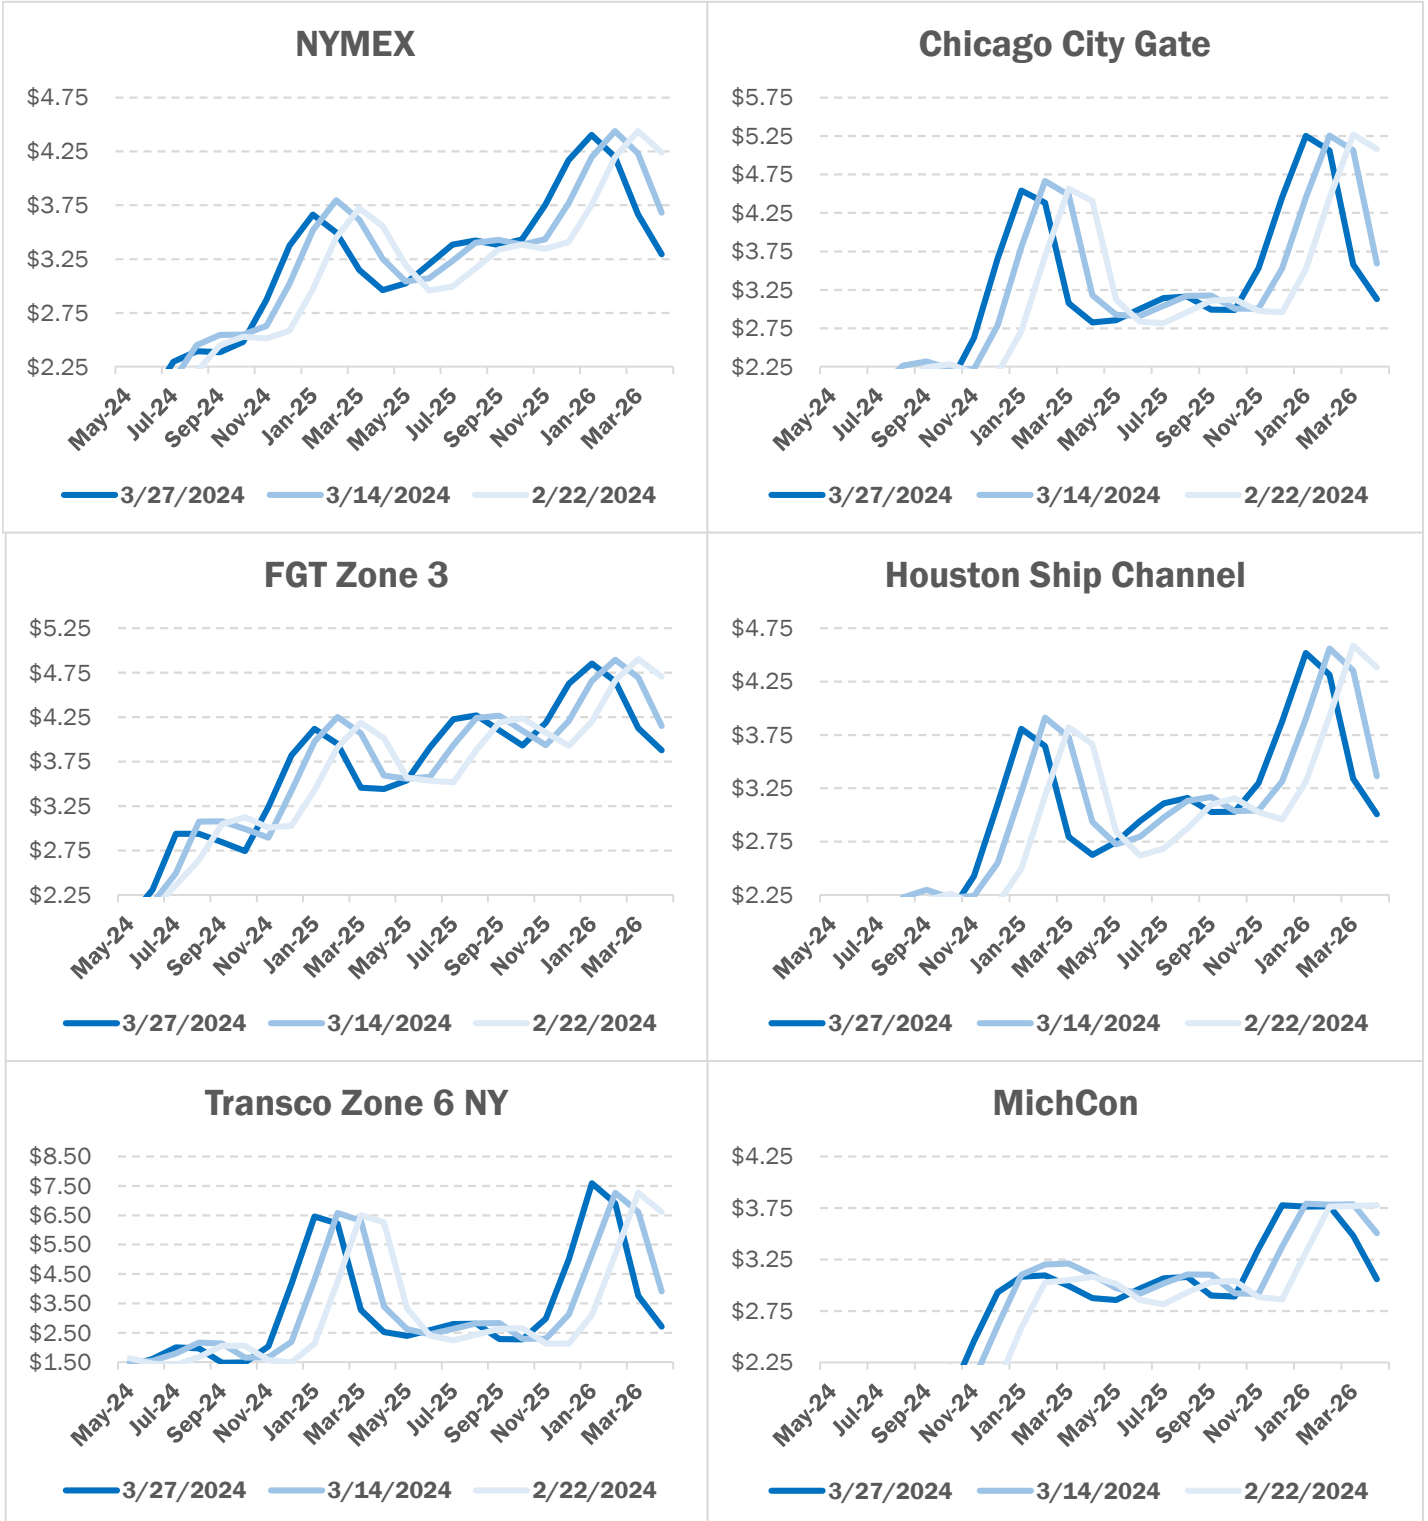 NYMEX
$4.75
$4.25
$3.75
$3.25
$2.75
$2.25
May-24 Jul-24 Sep-24 Nov-24 Jan-25 Mar-25 May-25 Jul-25 Sep-25 Nov-25 Jan-26 Mar-26
3/27/2024 3/14/2024 2/22/2024
Chicago City Gate
$5.75
$5.25
$4.75
$4.25
$3.75
$3.25
$2.75
$2.25
May-24 Jul-24 Sep-24 Nov-24 Jan-25 Mar-25 May-25 Jul-25 Sep-25 Nov-25 Jan-26 Mar-26
3/27/2024 3/14/2024 2/22/2024
FGT Zone 3
$5.25
$4.75
$4.25
$3.75
$3.25
$2.75
$2.25
May-24 Jul-24 Sep-24 Nov-24 Jan-25 Mar-25 May-25 Jul-25 Sep-25 Nov-25 Jan-26 Mar-26
3/27/2024 3/14/2024 2/22/2024
Houston Ship Channel
$4.75
$4.25
$3.75
$3.25
$2.75
$2.25
May-24 Jul-24 Sep-24 Nov-24 Jan-25 Mar-25 May-25 Jul-25 Sep-25 Nov-25 Jan-26 Mar-26
3/27/2024 3/14/2024 2/22/2024
Transco Zone 6 NY
$8.50
$7.50
$6.50
$5.50
$4.50
$3.50
$2.50
$1.50
May-24 Jul-24 Sep-24 Nov-24 Jan-25 Mar-25 May-25 Jul-25 Sep-25 Nov-25 Jan-26 Mar-26
3/27/2024 3/14/2024 2/22/2024
MichCon
$4.25
$3.75
$3.25
$2.75
$2.25
May-24 Jul-24 Sep-24 Nov-24 Jan-25 Mar-25 May-25 Jul-25 Sep-25 Nov-25 Jan-26 Mar-26
3/27/2024 3/14/2024 2/22/2024